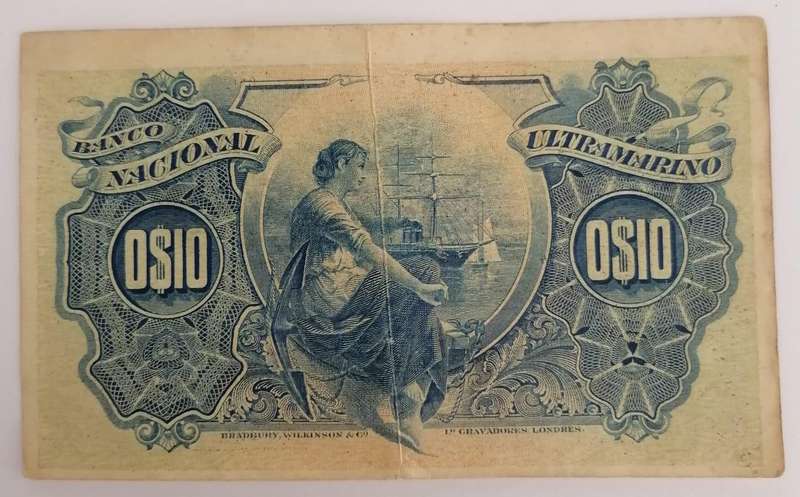 BANCO
NACIONAL
ULTRAMARINO
0$10
0$10
BRADBURY, WILKINSON & Cº Lᴰ GRAVADORES, LONDRES.